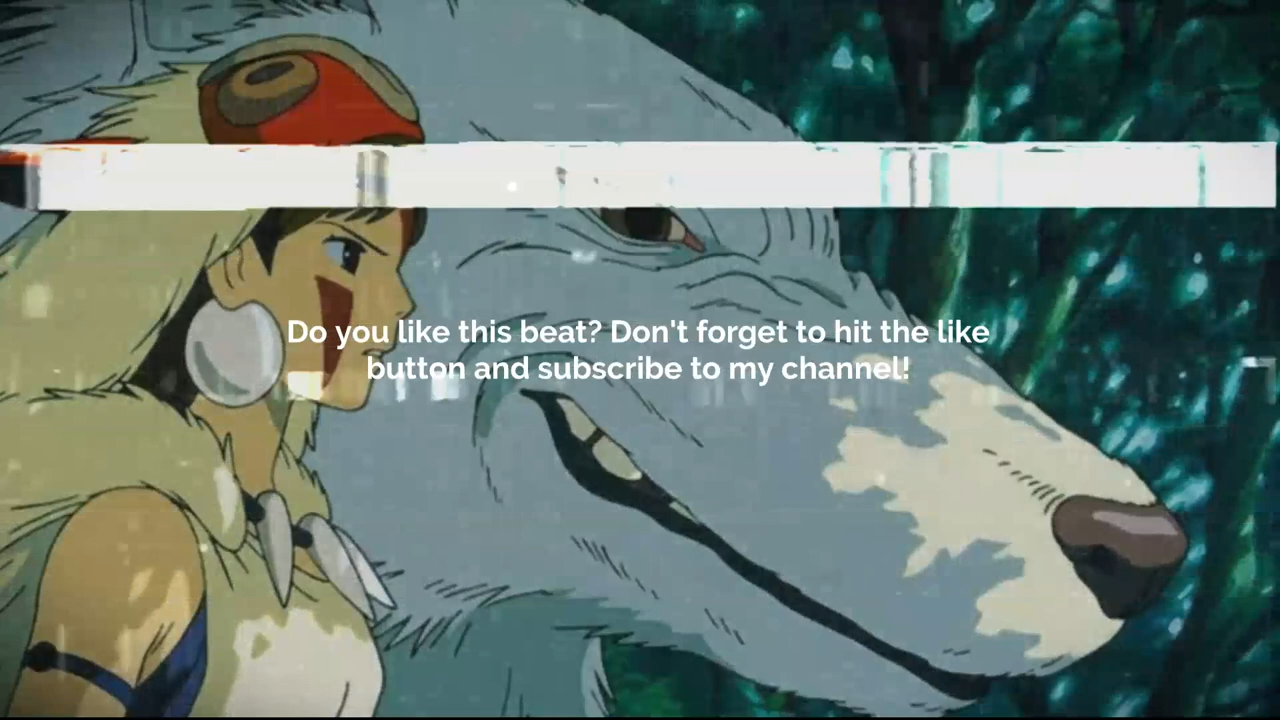 Do you like this beat? Don't forget to hit the like
button and subscribe to my channel!